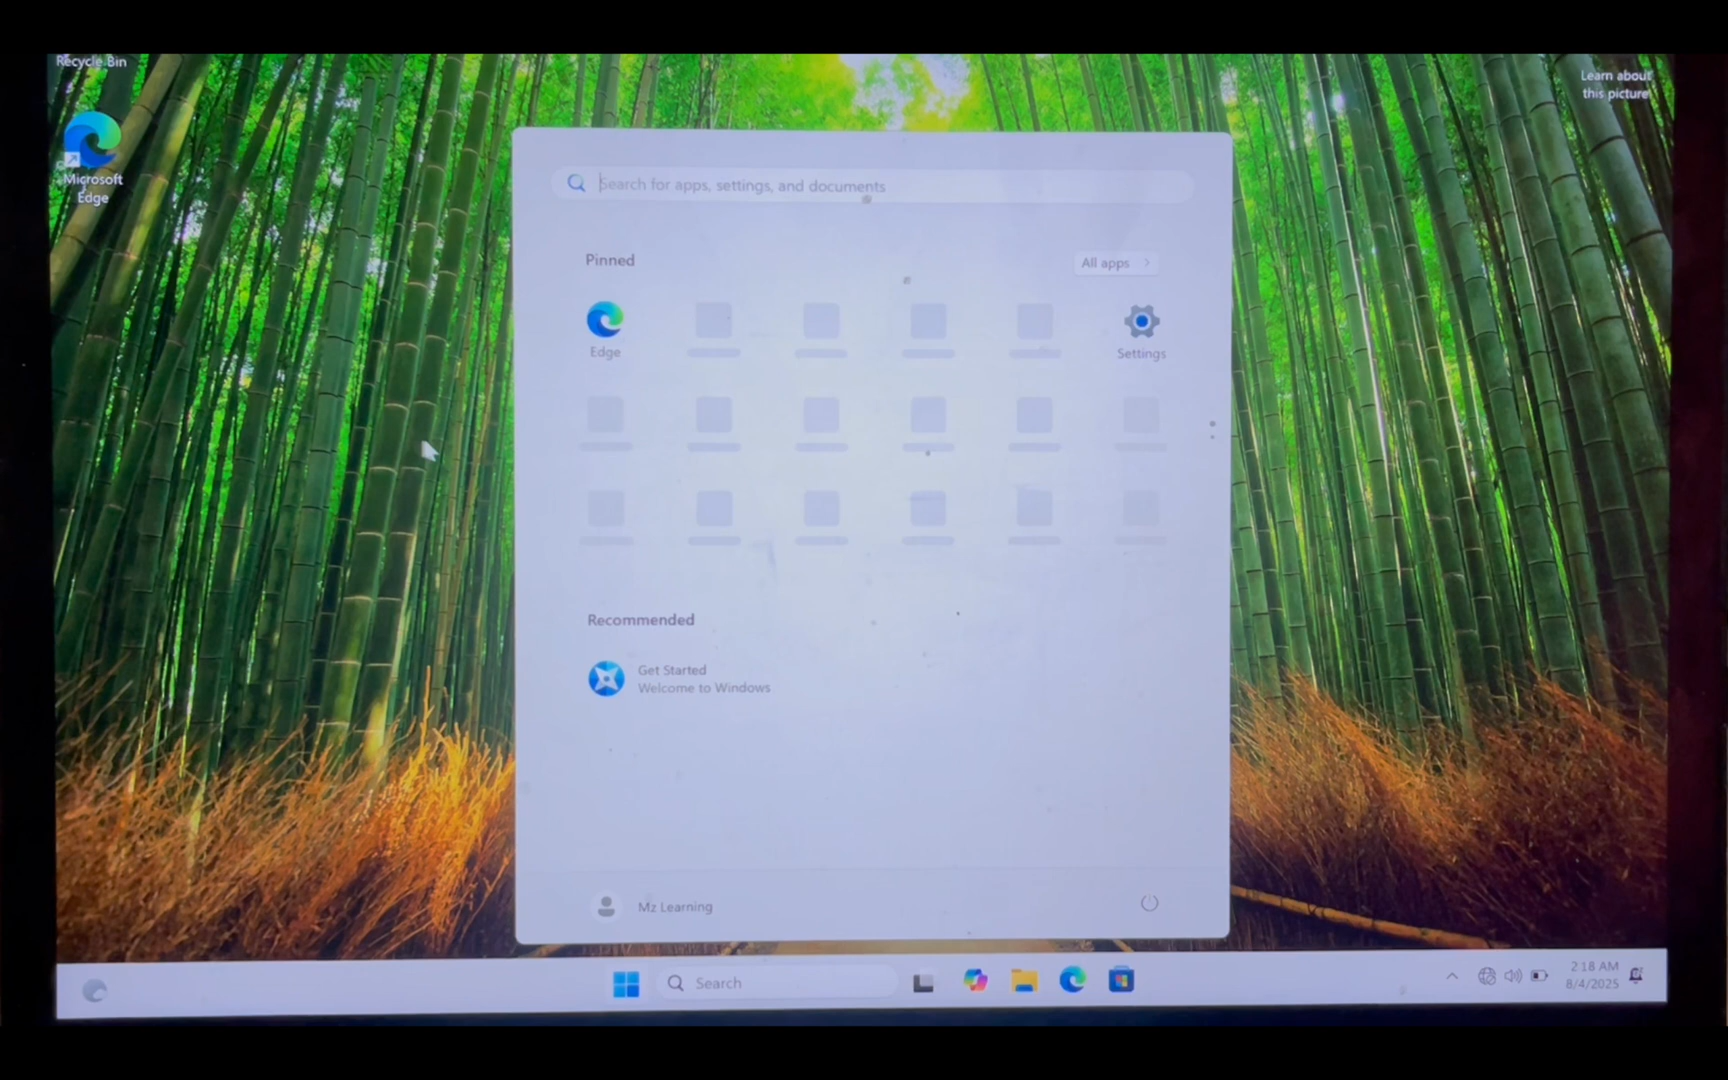 Recycle Bin
Learn about
this picture
Microsoft
Edge
Search for apps, settings, and documents
Pinned
All apps
Edge
Settings
Recommended
Get Started
Welcome to Windows
Mz Learning
Search
2:18 AM
8/4/2025